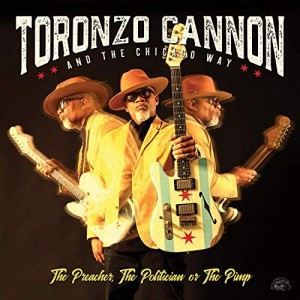 TORONZO CANNON
AND THE CHICAGO WAY
The Preacher, The Politician or The Pimp